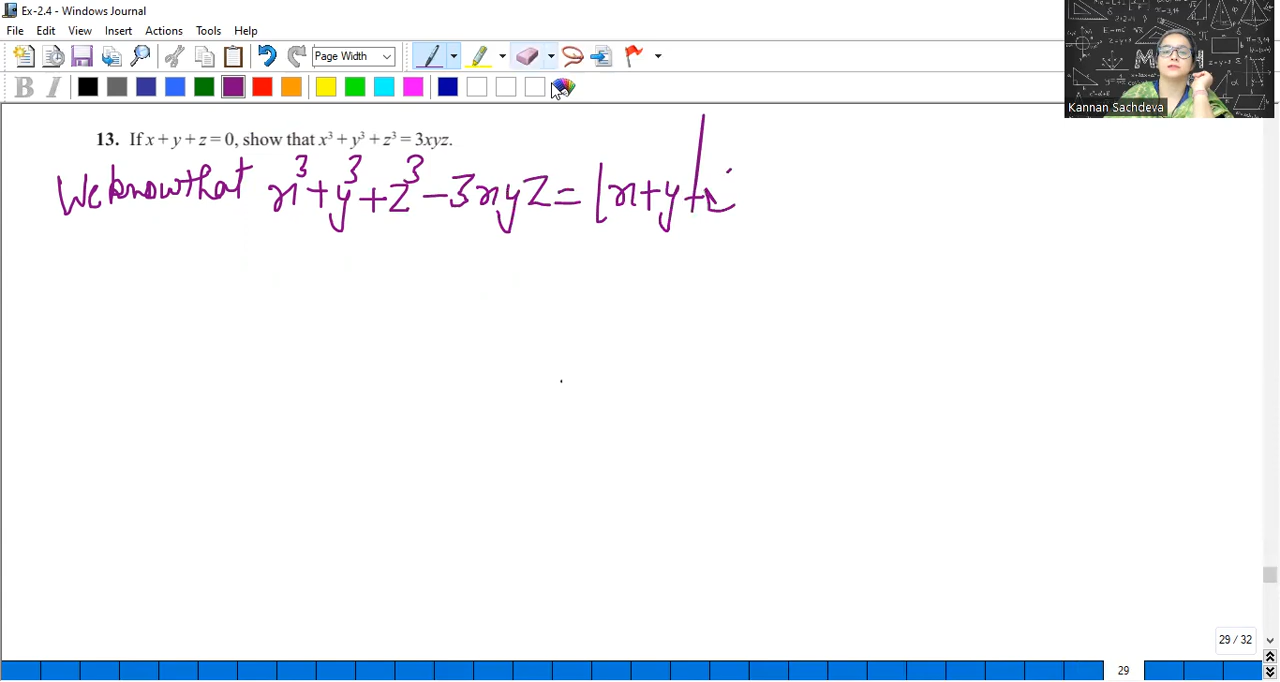 Ex-2.4 - Windows Journal
File Edit View Insert Actions Tools Help
Page Width
B I
Kannan Sachdeva
13. If x + y + z = 0, show that x³ + y³ + z³ = 3xyz.
We know that x³ + y³ + z³ - 3xyz = (x + y + z
29 / 32
29